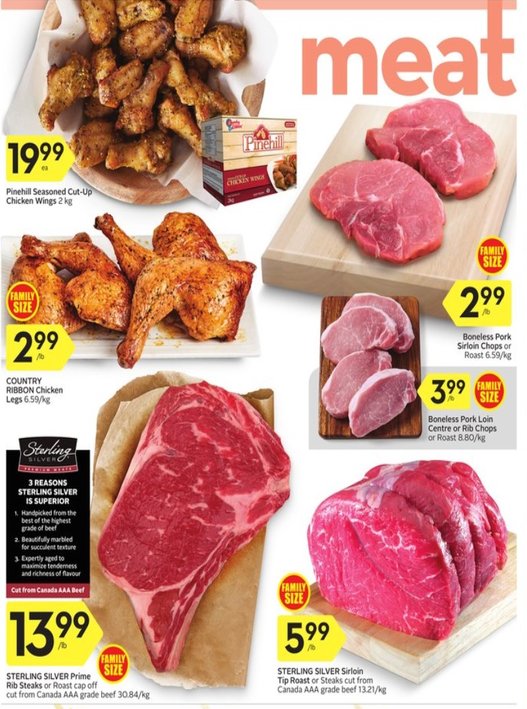 meat
19.99
ea
Pinehill Seasoned Cut-Up
Chicken Wings 2 kg
Pinehill
CHICKEN WINGS
FAMILY
SIZE
2.99
/lb
COUNTRY
RIBBON Chicken
Legs 6.59/kg
FAMILY
SIZE
2.99
/lb
Boneless Pork
Sirloin Chops or
Roast 6.59/kg
3.99
/lb
FAMILY
SIZE
Boneless Pork Loin
Centre or Rib Chops
or Roast 8.80/kg
Sterling
SILVER
PREMIUM MEATS
3 REASONS
STERLING SILVER
IS SUPERIOR
1. Handpicked from the
best of the highest
grade of beef
2. Beautifully marbled
for succulent texture
3. Expertly aged to
maximize tenderness
and richness of flavour
Cut from Canada AAA Beef
13.99
/lb
FAMILY
SIZE
STERLING SILVER Prime
Rib Steaks or Roast cap off
cut from Canada AAA grade beef 30.84/kg
FAMILY
SIZE
5.99
/lb
STERLING SILVER Sirloin
Tip Roast or Steaks cut from
Canada AAA grade beef 13.21/kg